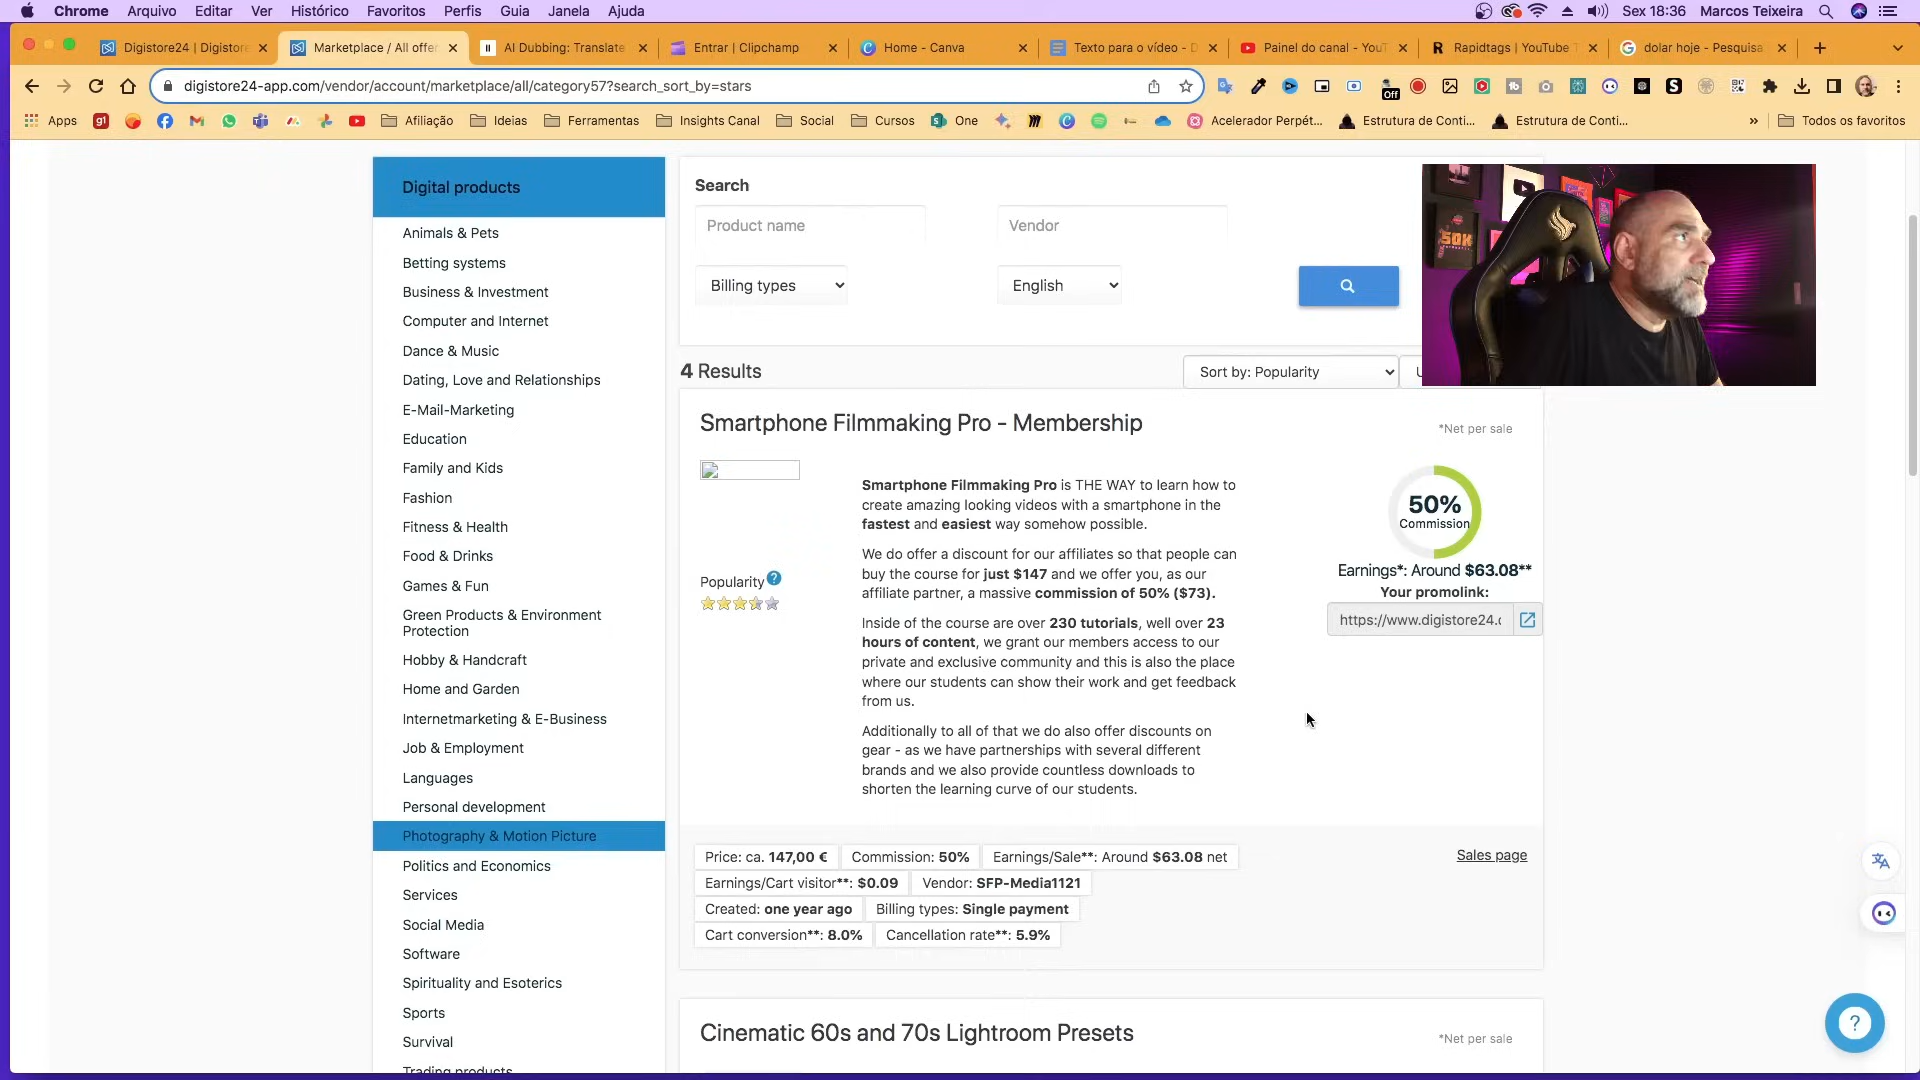 Chrome Arquivo Editar Ver Histórico Favoritos Perfis Guia Janela Ajuda Sex 18:36 Marcos Teixeira
Digistore24 | Digistore Marketplace / All offer AI Dubbing: Translate Entrar | Clipchamp Home - Canva Texto para o vídeo - D Painel do canal - YouT Rapidtags | YouTube T dolar hoje - Pesquisa
digistore24-app.com/vendor/account/marketplace/all/category57?search_sort_by=stars
Off
Apps Afiliação Ideias Ferramentas Insights Canal Social Cursos One Acelerador Perpét... Estrutura de Conti... Estrutura de Conti... » Todos os favoritos
Digital products
Animals & Pets
Betting systems
Business & Investment
Computer and Internet
Dance & Music
Dating, Love and Relationships
E-Mail-Marketing
Education
Family and Kids
Fashion
Fitness & Health
Food & Drinks
Games & Fun
Green Products & Environment
Protection
Hobby & Handcraft
Home and Garden
Internetmarketing & E-Business
Job & Employment
Languages
Personal development
Photography & Motion Picture
Politics and Economics
Services
Social Media
Software
Spirituality and Esoterics
Sports
Survival
Trading products
Search
Product name Vendor
Billing types English
4 Results
Sort by: Popularity
50K
Smartphone Filmmaking Pro - Membership
*Net per sale
Smartphone Filmmaking Pro is THE WAY to learn how to
create amazing looking videos with a smartphone in the
fastest and easiest way somehow possible.
We do offer a discount for our affiliates so that people can
buy the course for just $147 and we offer you, as our
affiliate partner, a massive commission of 50% ($73).
Inside of the course are over 230 tutorials, well over 23
hours of content, we grant our members access to our
private and exclusive community and this is also the place
where our students can show their work and get feedback
from us.
Additionally to all of that we do also offer discounts on
gear - as we have partnerships with several different
brands and we also provide countless downloads to
shorten the learning curve of our students.
Popularity ?
50%
Commission
Earnings*: Around $63.08**
Your promolink:
https://www.digistore24.c
Price: ca. 147,00 € Commission: 50% Earnings/Sale**: Around $63.08 net
Earnings/Cart visitor**: $0.09 Vendor: SFP-Media1121
Created: one year ago Billing types: Single payment
Cart conversion**: 8.0% Cancellation rate**: 5.9%
Sales page
Cinematic 60s and 70s Lightroom Presets
*Net per sale
?